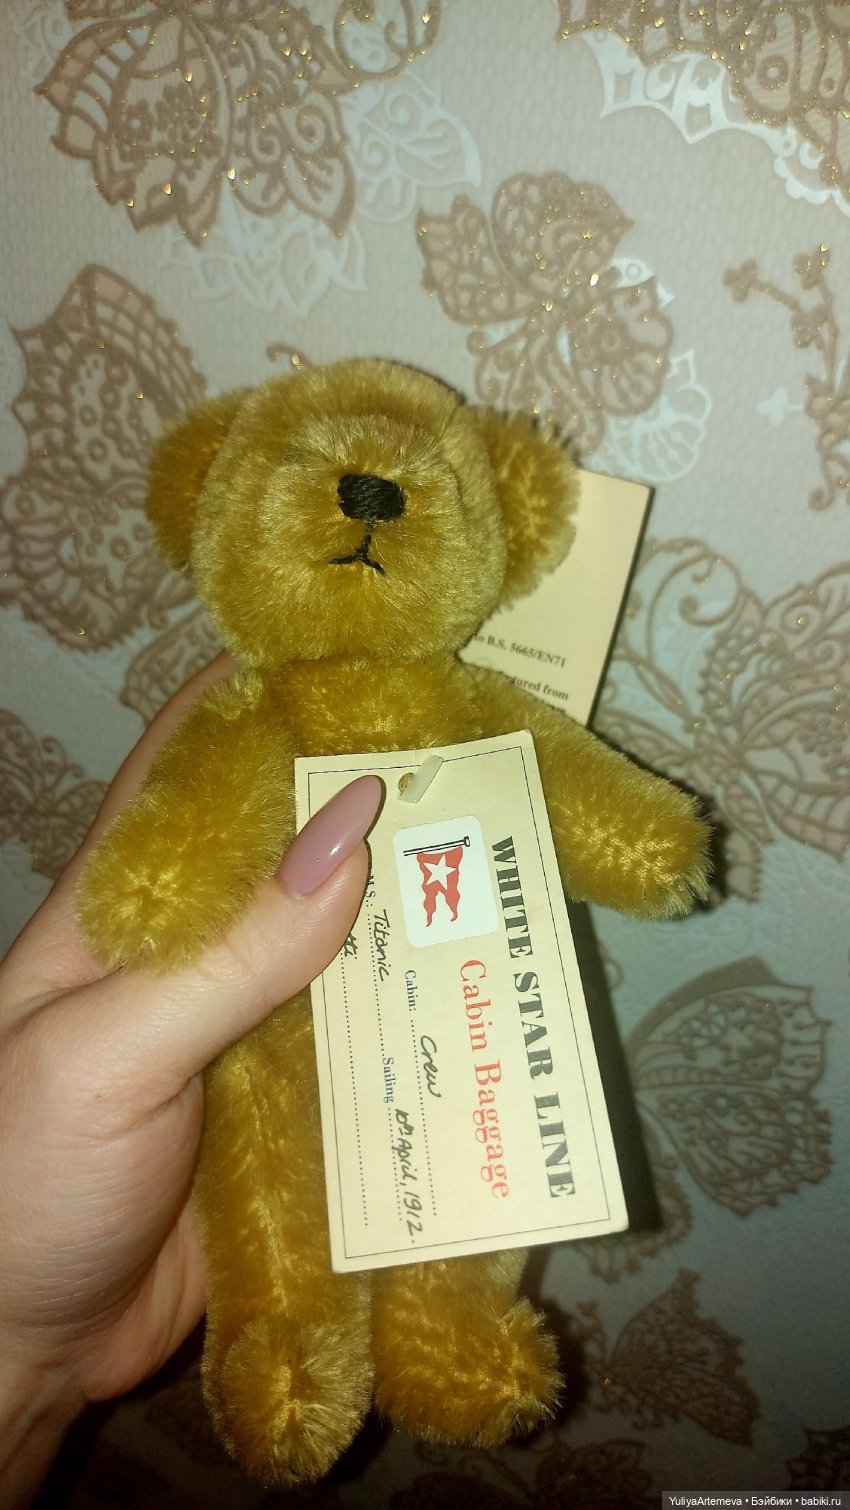 to B.S. 5665/EN71
from
WHITE STAR LINE
Cabin Baggage
Cabin: Crew
M.S.: Titanic Sailing 10th April, 1912.
YuliyaArtemeva • Бэйбики • babiki.ru